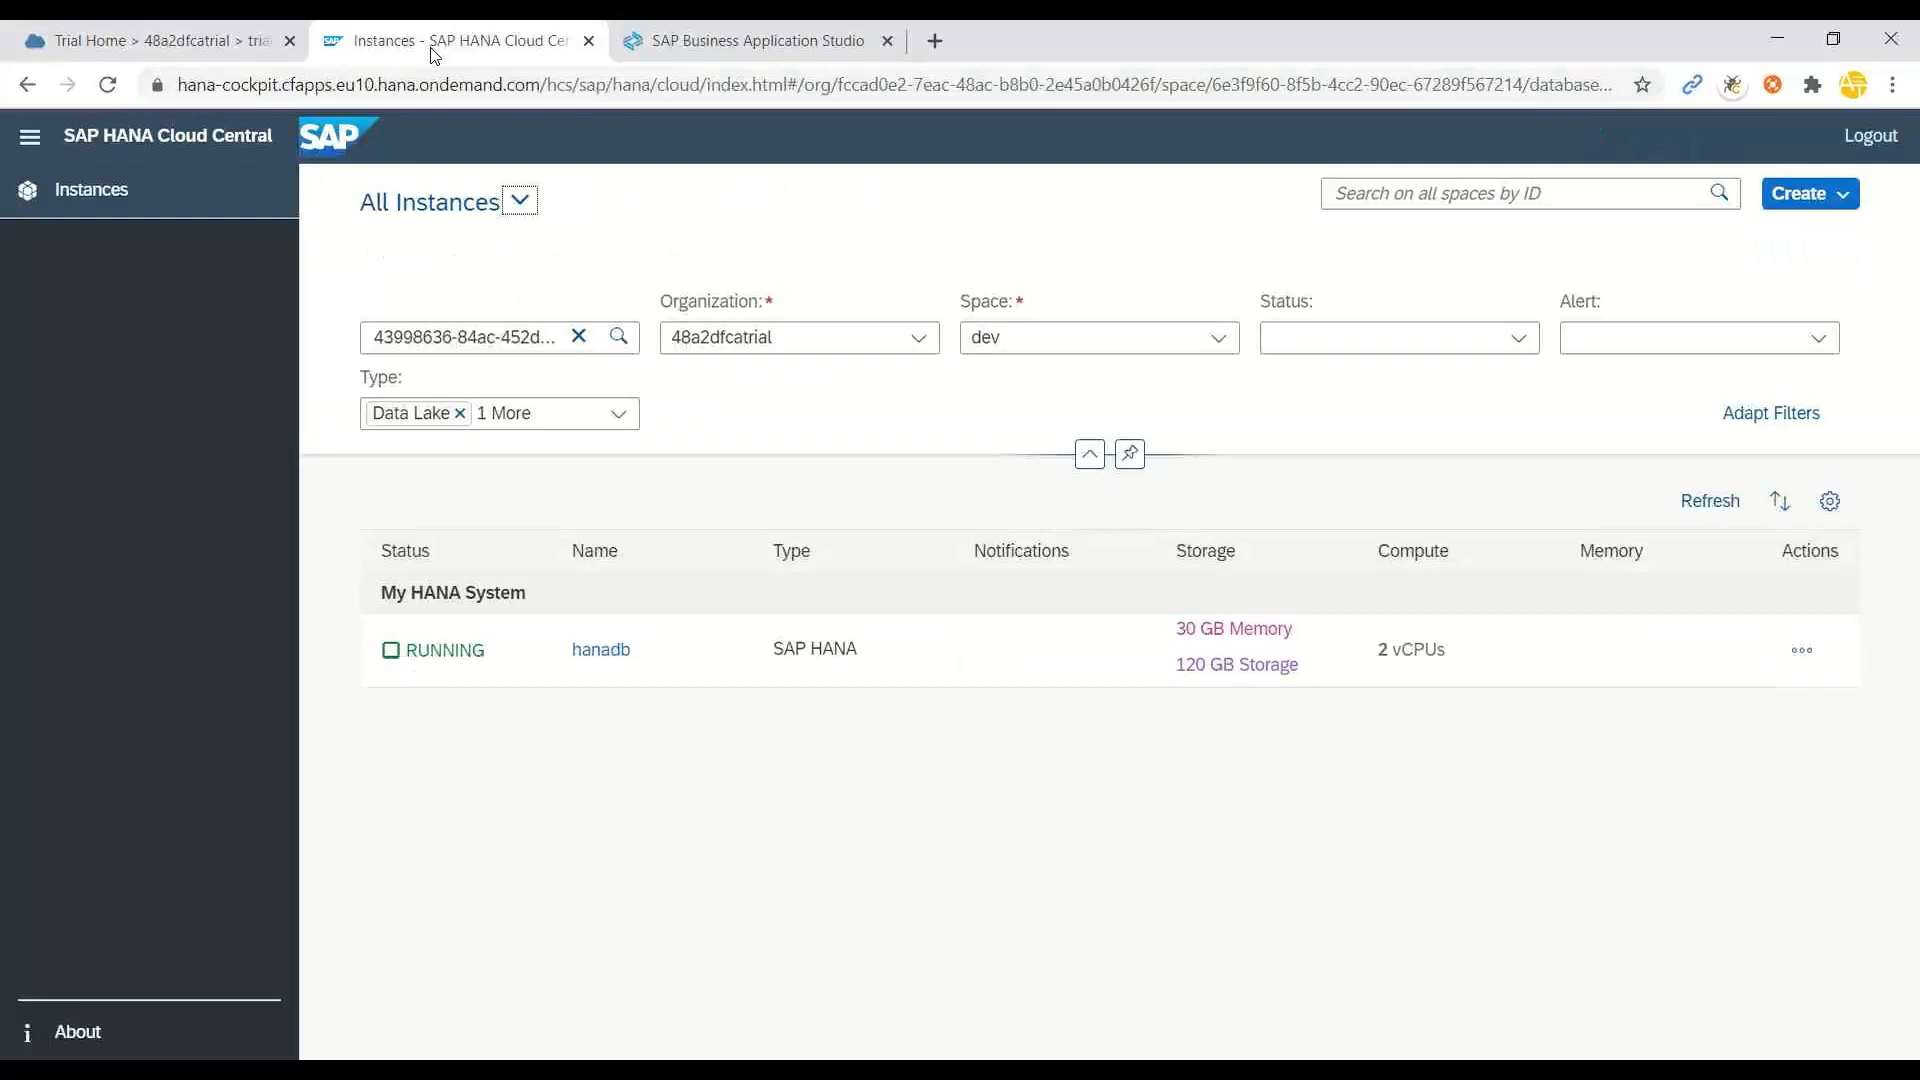 Trial Home > 48a2dfcatrial > tria
Instances - SAP HANA Cloud Cen
SAP Business Application Studio
hana-cockpit.cfapps.eu10.hana.ondemand.com/hcs/sap/hana/cloud/index.html#/org/fccad0e2-7eac-48ac-b8b0-2e45a0b0426f/space/6e3f9f60-8f5b-4cc2-90ec-67289f567214/database...
SAP HANA Cloud Central
SAP
Logout
Instances
All Instances
Search on all spaces by ID
Create
Organization:*
Space:*
Status:
Alert:
43998636-84ac-452d...
48a2dfcatrial
dev
Type:
Data Lake
1 More
Adapt Filters
Refresh
Status
Name
Type
Notifications
Storage
Compute
Memory
Actions
My HANA System
RUNNING
hanadb
SAP HANA
30 GB Memory
120 GB Storage
2 vCPUs
About